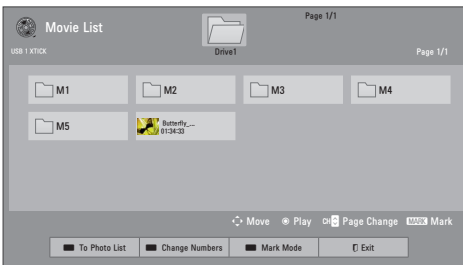 Page 1/1
Movie List
USB 1 XTICK
Drive1
Page 1/1
M1
M2
M3
M4
M5
Butterfly_...
01:34:33
Move
Play
CH
Page Change
MARK
Mark
To Photo List
Change Numbers
Mark Mode
Exit